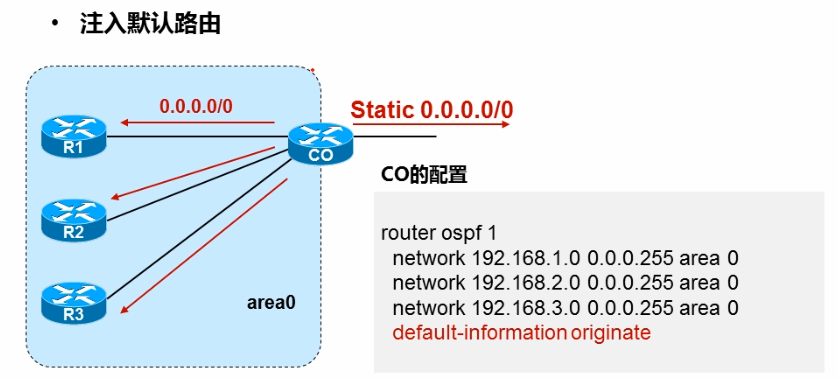 • 注入默认路由
0.0.0.0/0
Static 0.0.0.0/0
R1
CO
R2
R3
area0
CO的配置
router ospf 1
network 192.168.1.0 0.0.0.255 area 0
network 192.168.2.0 0.0.0.255 area 0
network 192.168.3.0 0.0.0.255 area 0
default-information originate